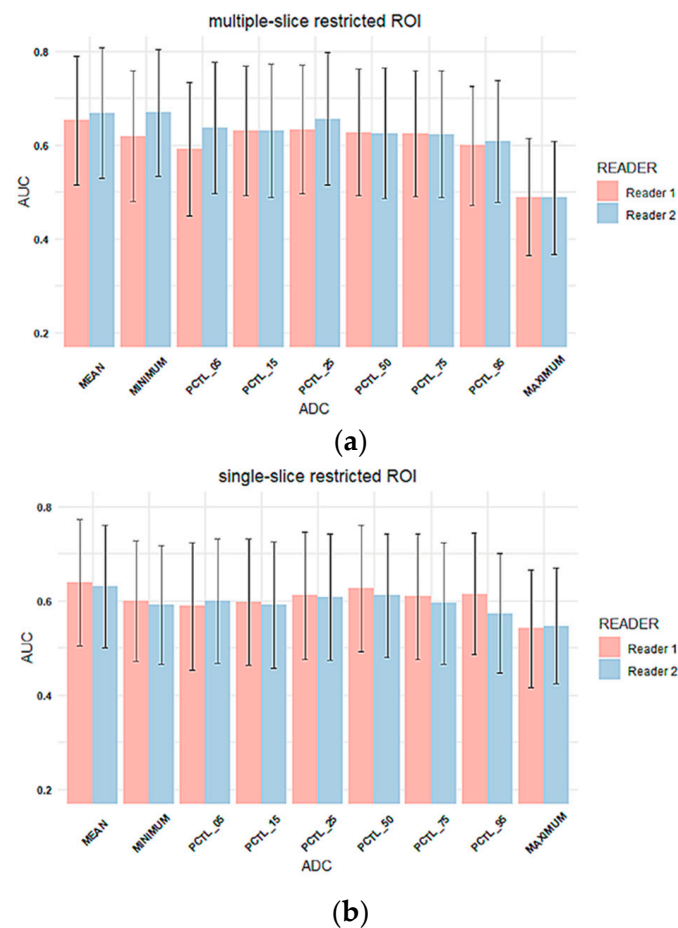 multiple-slice restricted ROI
0.8
0.6
0.4
0.2
AUC
MEAN
MINIMUM
PCTL_05
PCTL_15
PCTL_25
PCTL_50
PCTL_75
PCTL_95
MAXIMUM
ADC
READER
Reader 1
Reader 2
(a)
single-slice restricted ROI
0.8
0.6
0.4
0.2
AUC
MEAN
MINIMUM
PCTL_05
PCTL_15
PCTL_25
PCTL_50
PCTL_75
PCTL_95
MAXIMUM
ADC
READER
Reader 1
Reader 2
(b)